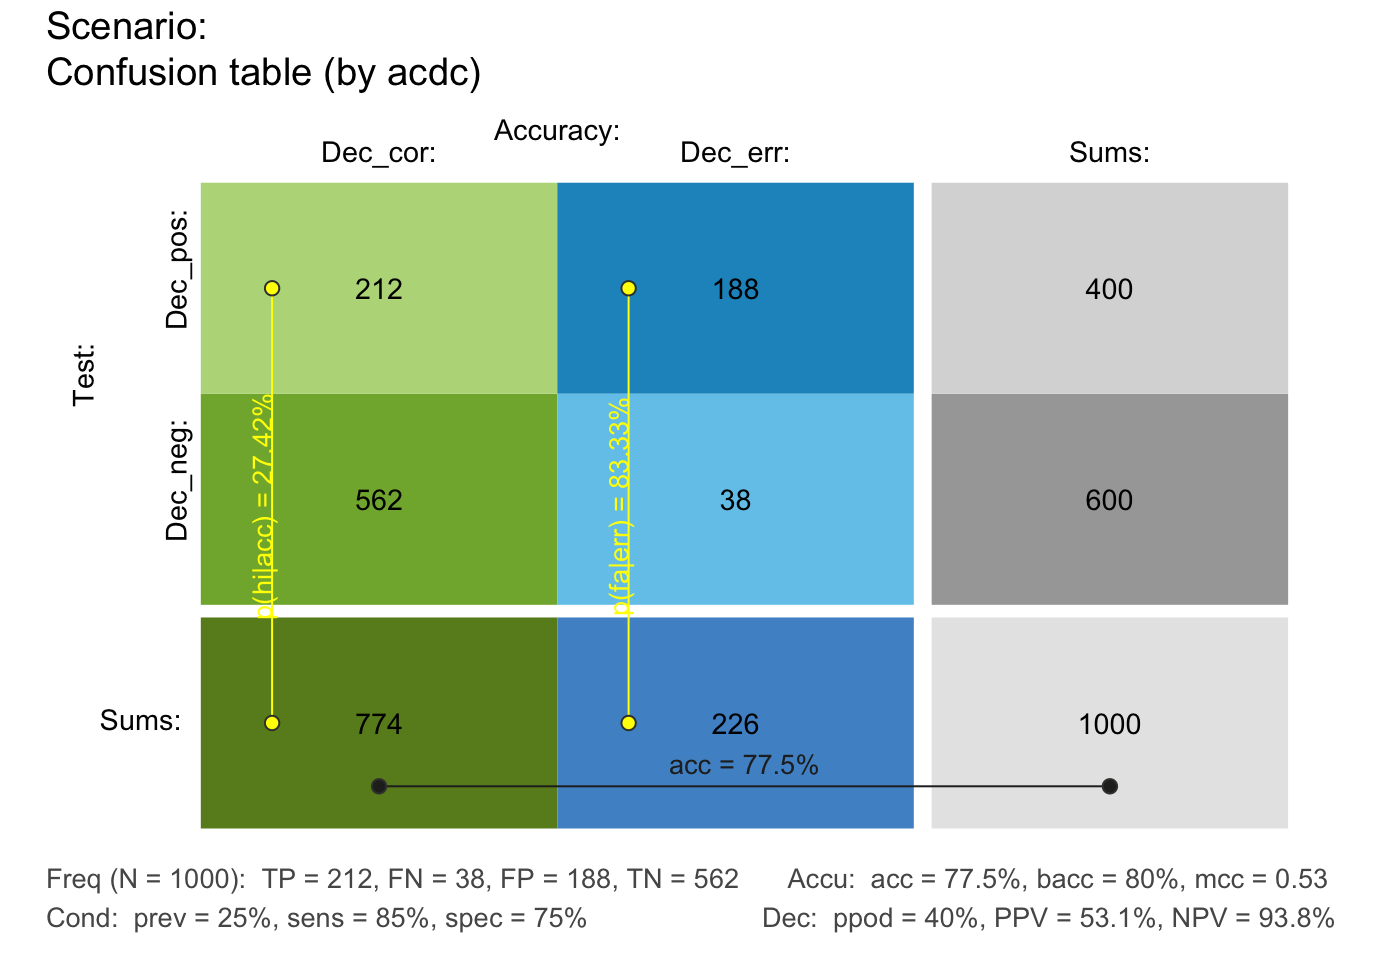 Scenario:
Confusion table (by acdc)
Accuracy:
Dec_cor:
Dec_err:
Sums:
Test:
Dec_pos:
212
188
400
Dec_neg:
p(hi|acc) = 27.42%
562
p(fa|err) = 83.33%
38
600
Sums:
774
226
1000
acc = 77.5%
Freq (N = 1000):  TP = 212, FN = 38, FP = 188, TN = 562
Accu:  acc = 77.5%, bacc = 80%, mcc = 0.53
Cond:  prev = 25%, sens = 85%, spec = 75%
Dec:  ppod = 40%, PPV = 53.1%, NPV = 93.8%